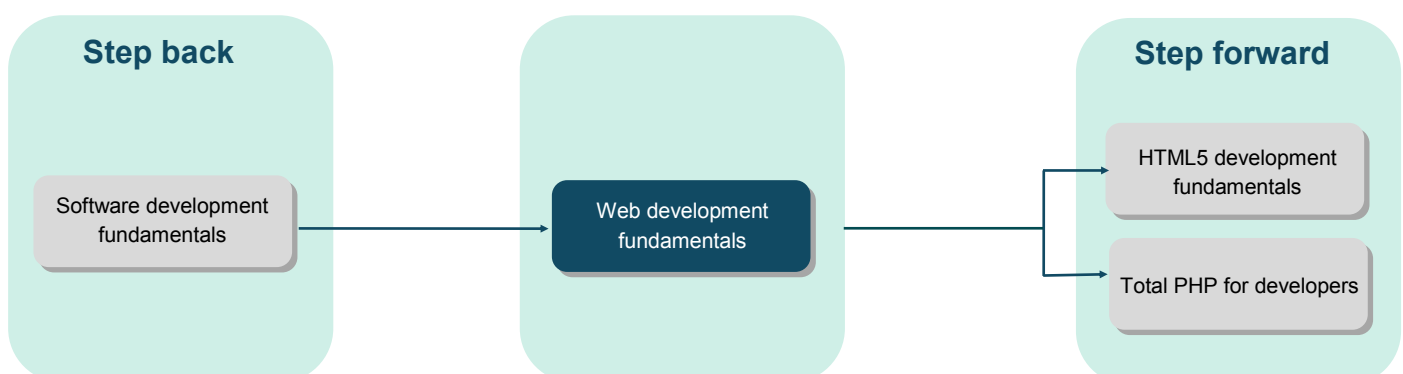 Step back
Software development
fundamentals
Web development
fundamentals
Step forward
HTML5 development
fundamentals
Total PHP for developers